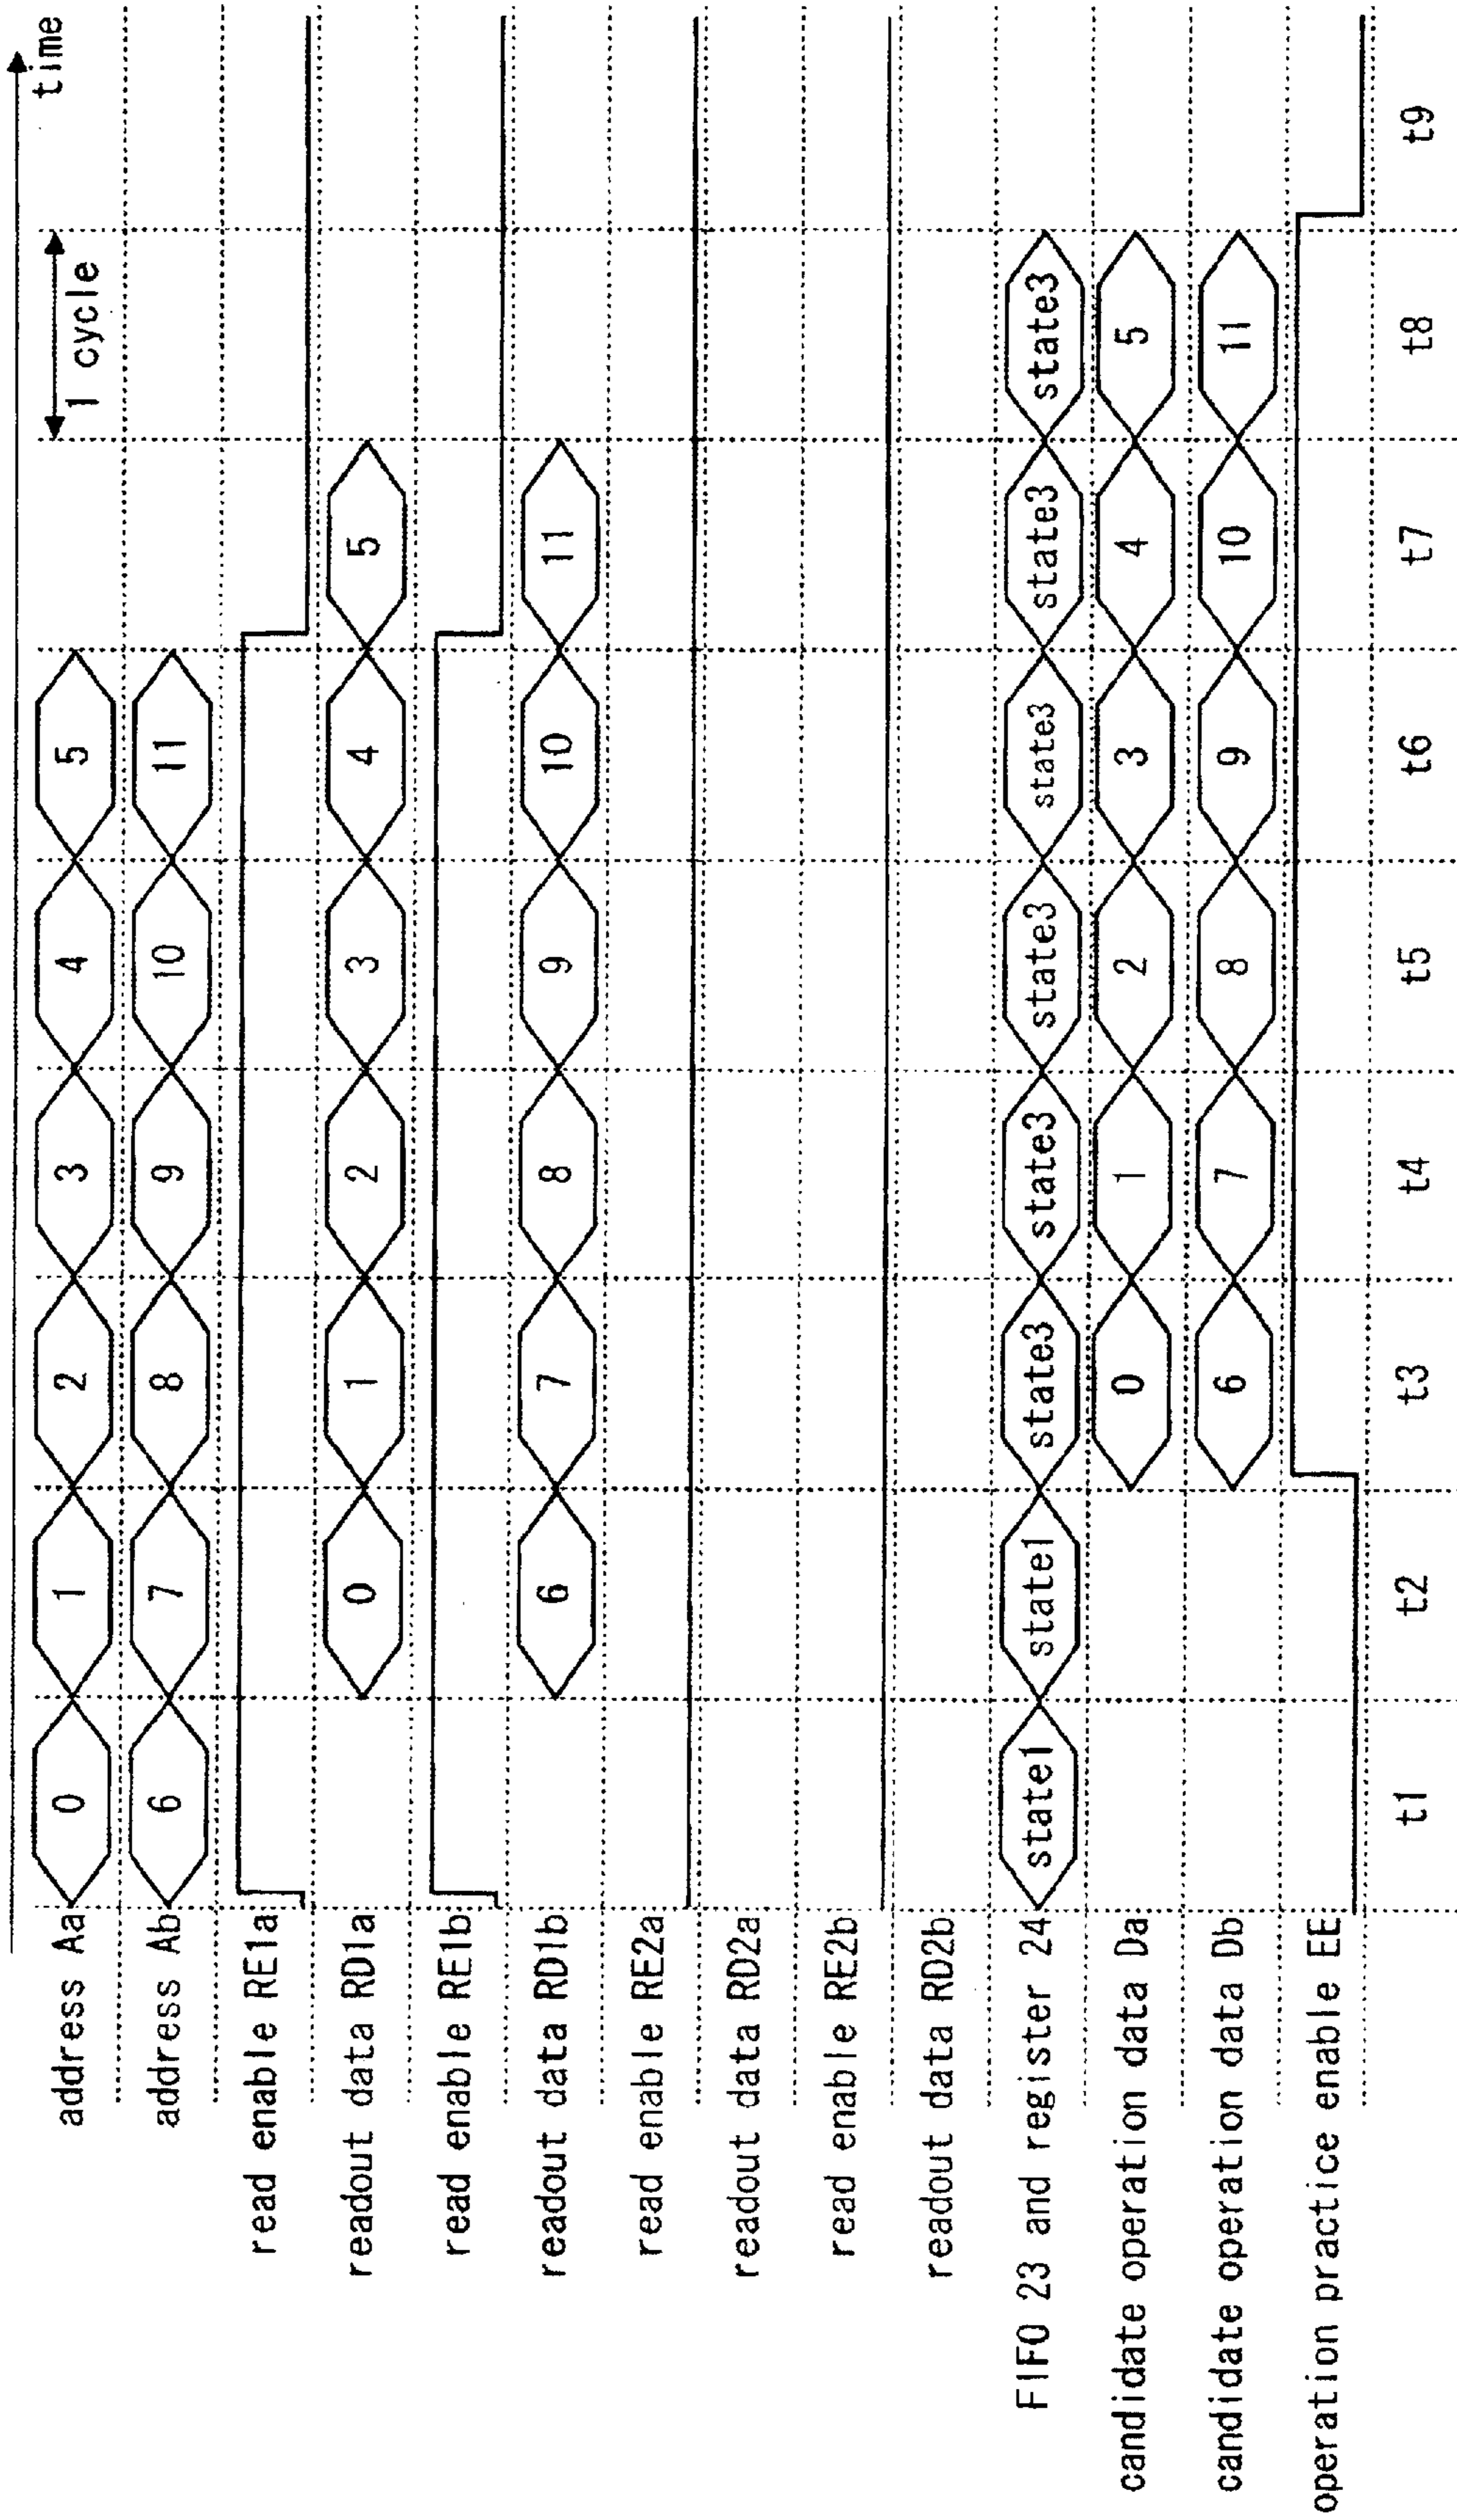 time
1 cycle
address Aa 0 1 2 3 4 5
address Ab 6 7 8 9 10 11
read enable RE1a
readout data RD1a 0 1 2 3 4 5
read enable RE1b
readout data RD1b 6 7 8 9 10 11
read enable RE2a
readout data RD2a
read enable RE2b
readout data RD2b
FIFO 23 and register 24 state1 state1 state3 state3 state3 state3 state3 state3
candidate operation data Da 0 1 2 3 4 5
candidate operation data Db 6 7 8 9 10 11
operation practice enable EE
t1 t2 t3 t4 t5 t6 t7 t8 t9